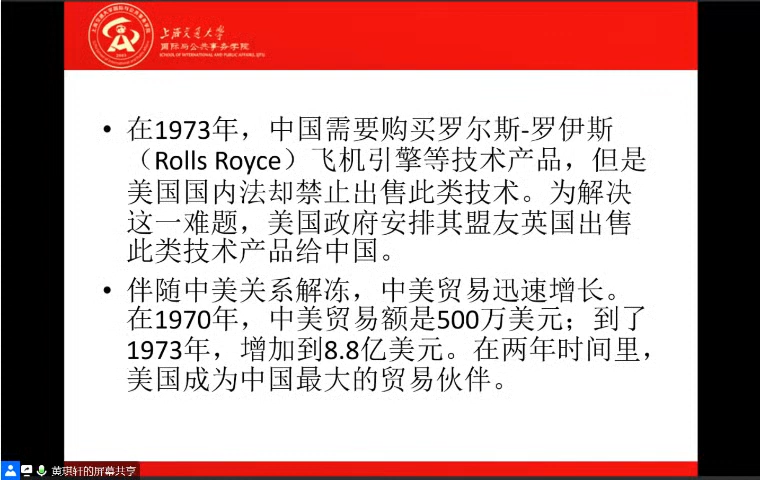 上海交通大学
国际与公共事务学院
SCHOOL OF INTERNATIONAL AND PUBLIC AFFAIRS, SJTU
• 在1973年，中国需要购买罗尔斯-罗伊斯
（Rolls Royce）飞机引擎等技术产品，但是
美国国内法却禁止出售此类技术。为解决
这一难题，美国政府安排其盟友英国出售
此类技术产品给中国。
• 伴随中美关系解冻，中美贸易迅速增长。
在1970年，中美贸易额是500万美元；到了
1973年，增加到8.8亿美元。在两年时间里，
美国成为中国最大的贸易伙伴。
黄琪轩的屏幕共享